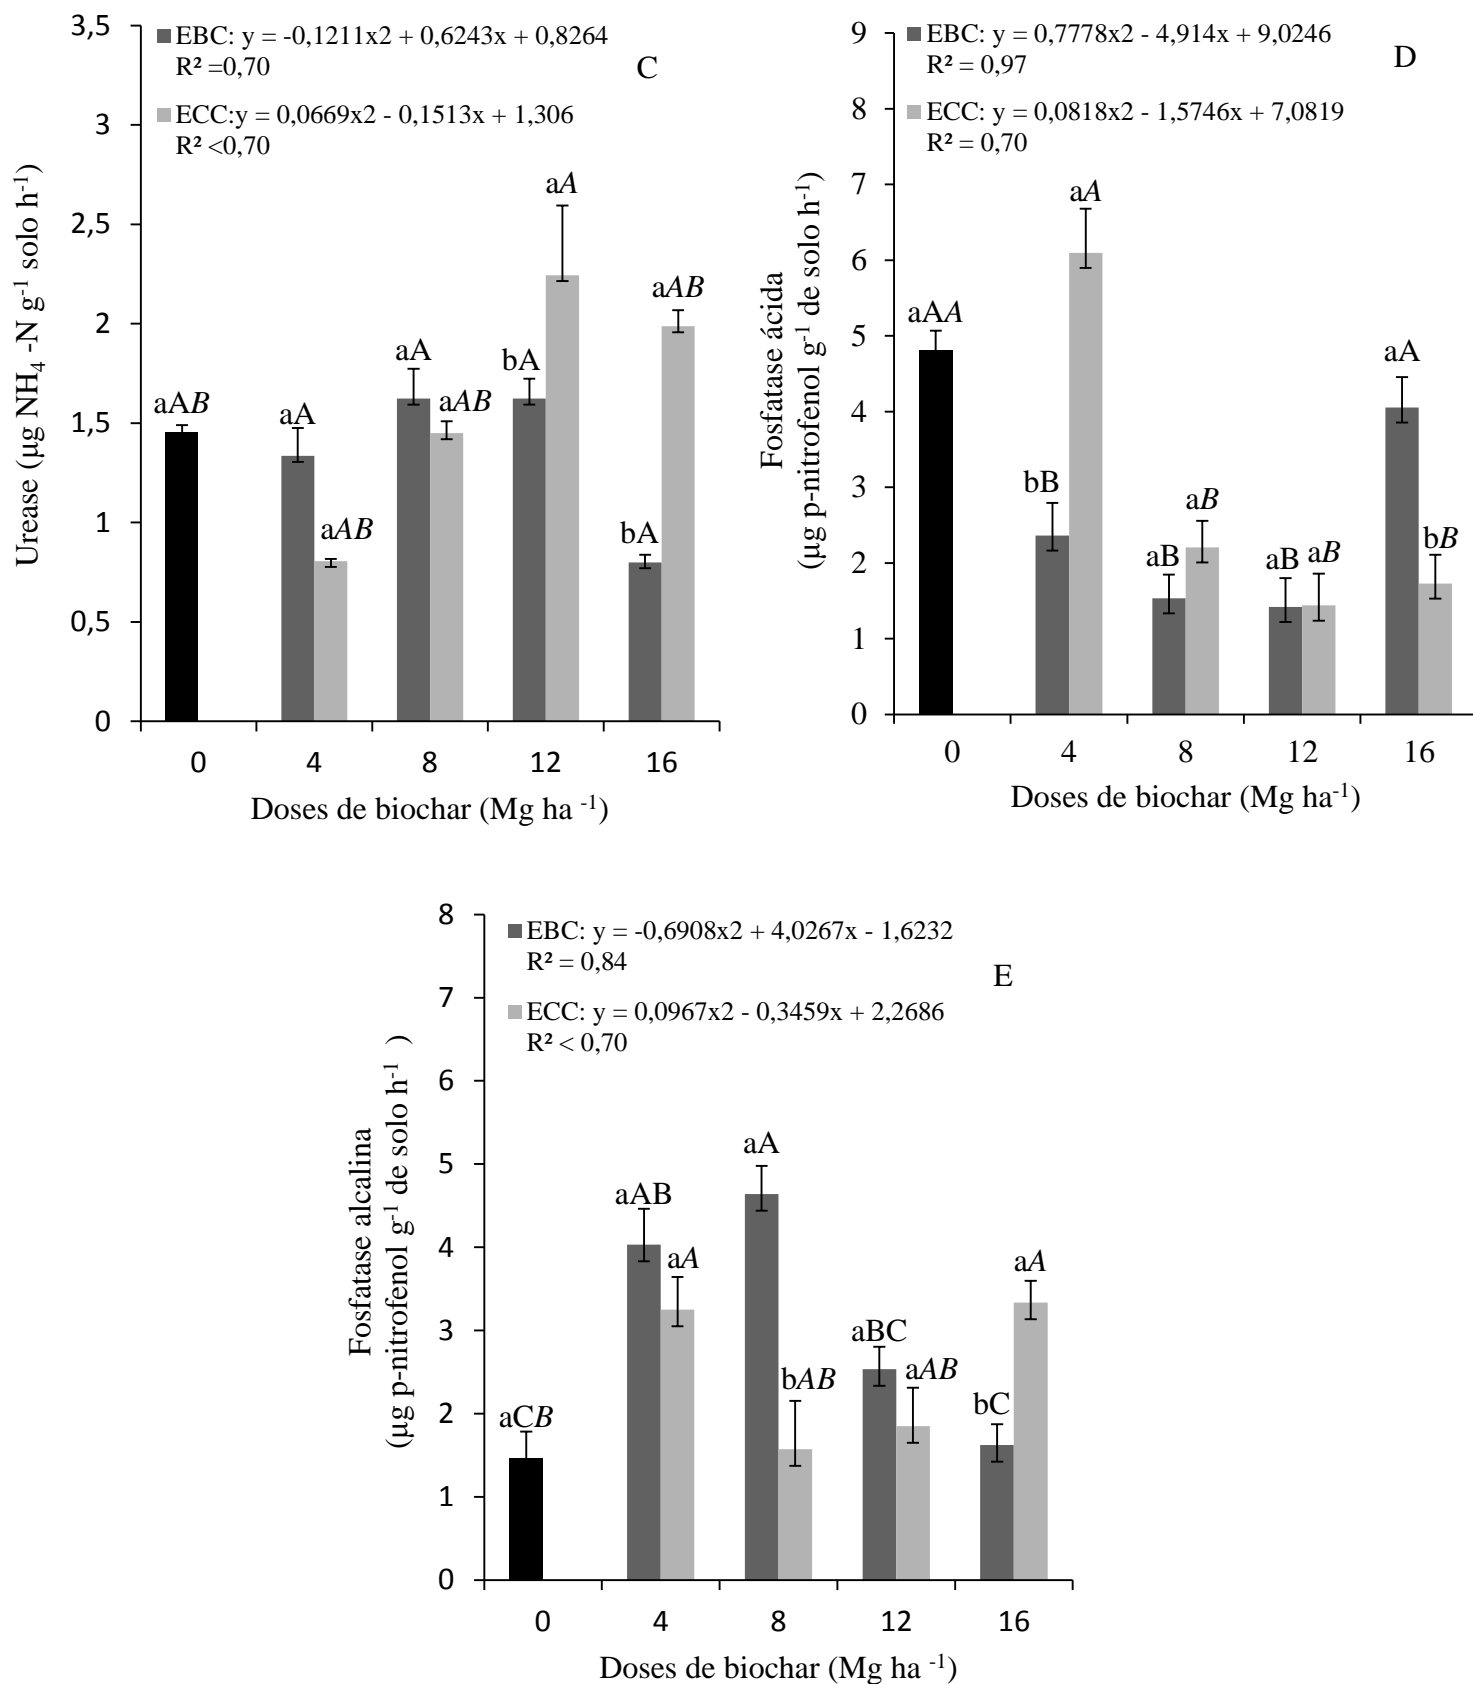 EBC: y = -0,1211x2 + 0,6243x + 0,8264
R² =0,70
C
ECC:y = 0,0669x2 - 0,1513x + 1,306
R² <0,70
Urease (µg NH4 -N g-1 solo h-1)
3,5
3
2,5
2
1,5
1
0,5
0
aAB
aA
aAB
aA
aAB
bA
aA
bA
aAB
0 4 8 12 16
Doses de biochar (Mg ha -1)
EBC: y = 0,7778x2 - 4,914x + 9,0246
R² = 0,97
D
ECC: y = 0,0818x2 - 1,5746x + 7,0819
R² = 0,70
Fosfatase ácida
(µg p-nitrofenol g-1 de solo h-1)
9
8
7
6
5
4
3
2
1
0
aAA
bB
aA
aB
aB
aB
aB
aA
bB
0 4 8 12 16
Doses de biochar (Mg ha-1)
EBC: y = -0,6908x2 + 4,0267x - 1,6232
R² = 0,84
E
ECC: y = 0,0967x2 - 0,3459x + 2,2686
R² < 0,70
Fosfatase alcalina
(µg p-nitrofenol g-1 de solo h-1 )
8
7
6
5
4
3
2
1
0
aCB
aAB
aA
aA
bAB
aBC
aAB
bC
aA
0 4 8 12 16
Doses de biochar (Mg ha -1)